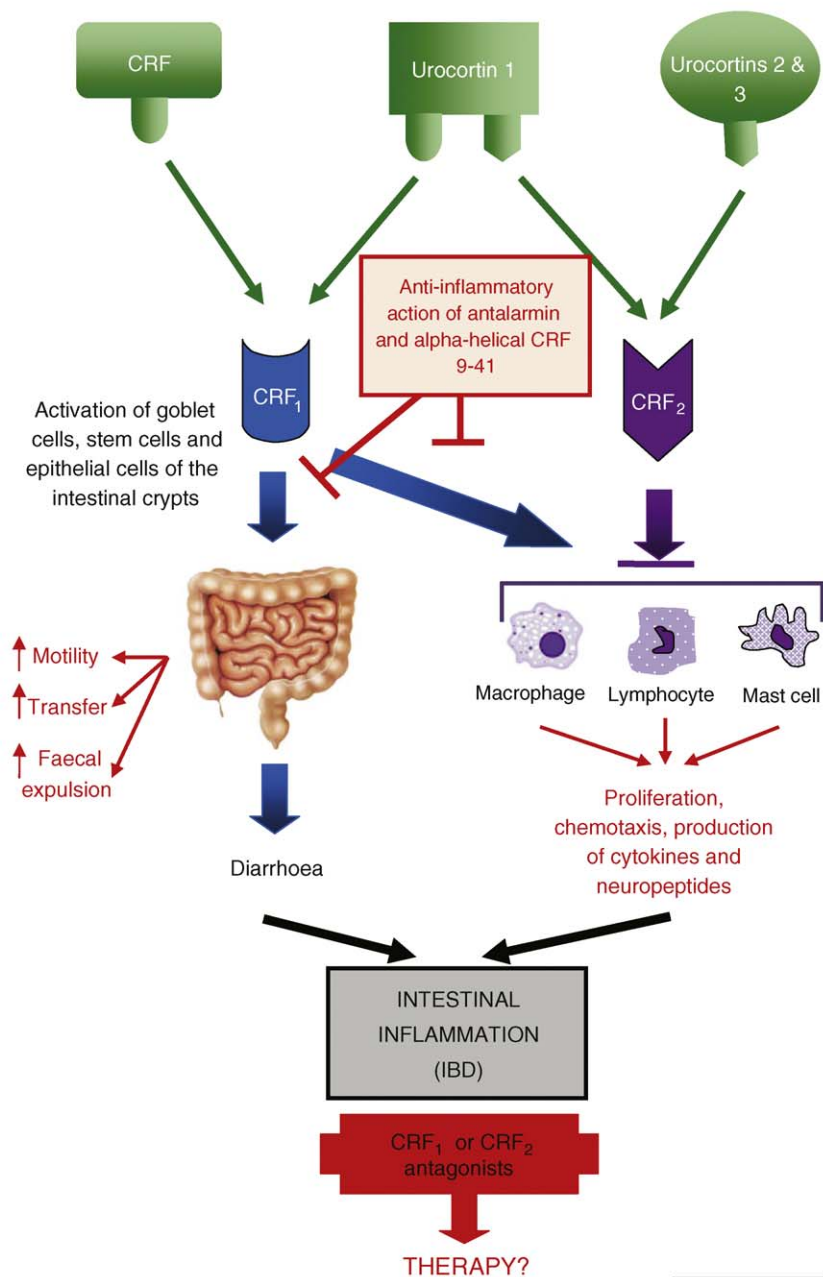 CRF
Urocortin 1
Urocortins 2 &
3
Anti-inflammatory
action of antalarmin
and alpha-helical CRF
9-41
CRF₁
CRF₂
Activation of goblet
cells, stem cells and
epithelial cells of the
intestinal crypts
Motility
Transfer
Faecal
expulsion
Macrophage
Lymphocyte
Mast cell
Proliferation,
chemotaxis, production
of cytokines and
neuropeptides
Diarrhoea
INTESTINAL
INFLAMMATION
(IBD)
CRF₁ or CRF₂
antagonists
THERAPY?